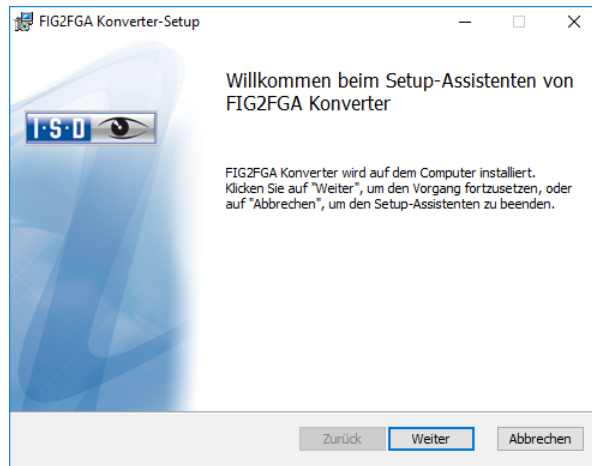 FIG2FGA Konverter-Setup
Willkommen beim Setup-Assistenten von
FIG2FGA Konverter
I·S·D
FIG2FGA Konverter wird auf dem Computer installiert.
Klicken Sie auf "Weiter", um den Vorgang fortzusetzen, oder
auf "Abbrechen", um den Setup-Assistenten zu beenden.
Zurück Weiter Abbrechen